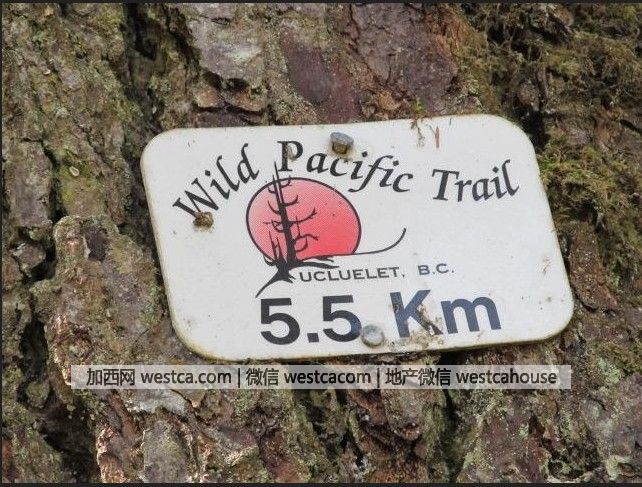 Wild Pacific Trail
UCLUELET, B.C.
5.5 Km
加西网 westca.com | 微信 westcacom | 地产微信 westcahouse